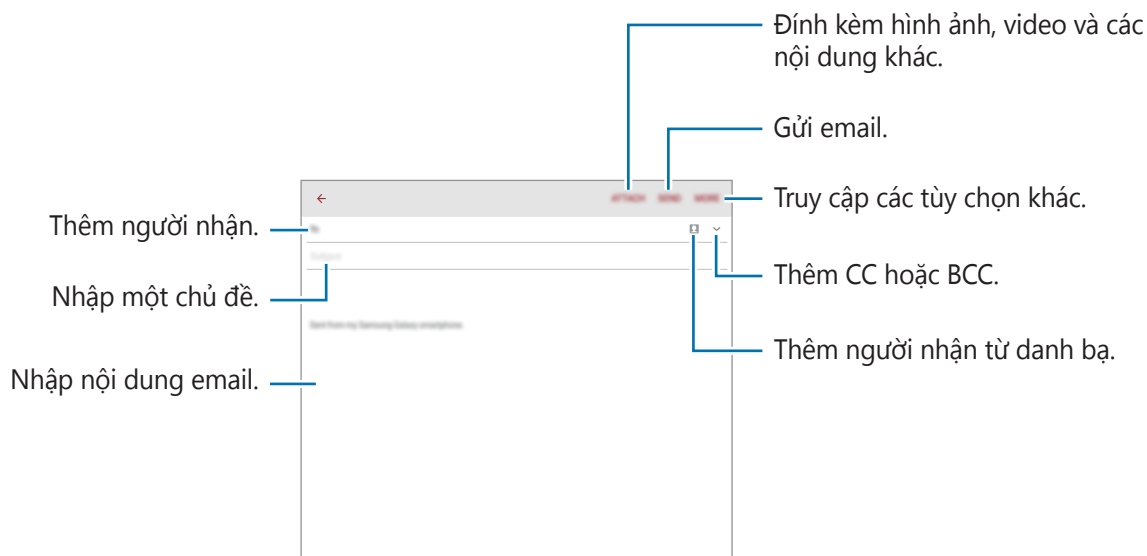 Đính kèm hình ảnh, video và các
nội dung khác.
Gửi email.
ATTACH SEND MORE
Truy cập các tùy chọn khác.
Thêm người nhận.
To
Thêm CC hoặc BCC.
Nhập một chủ đề.
Subject
Sent from my Samsung Galaxy smartphone
Thêm người nhận từ danh bạ.
Nhập nội dung email.